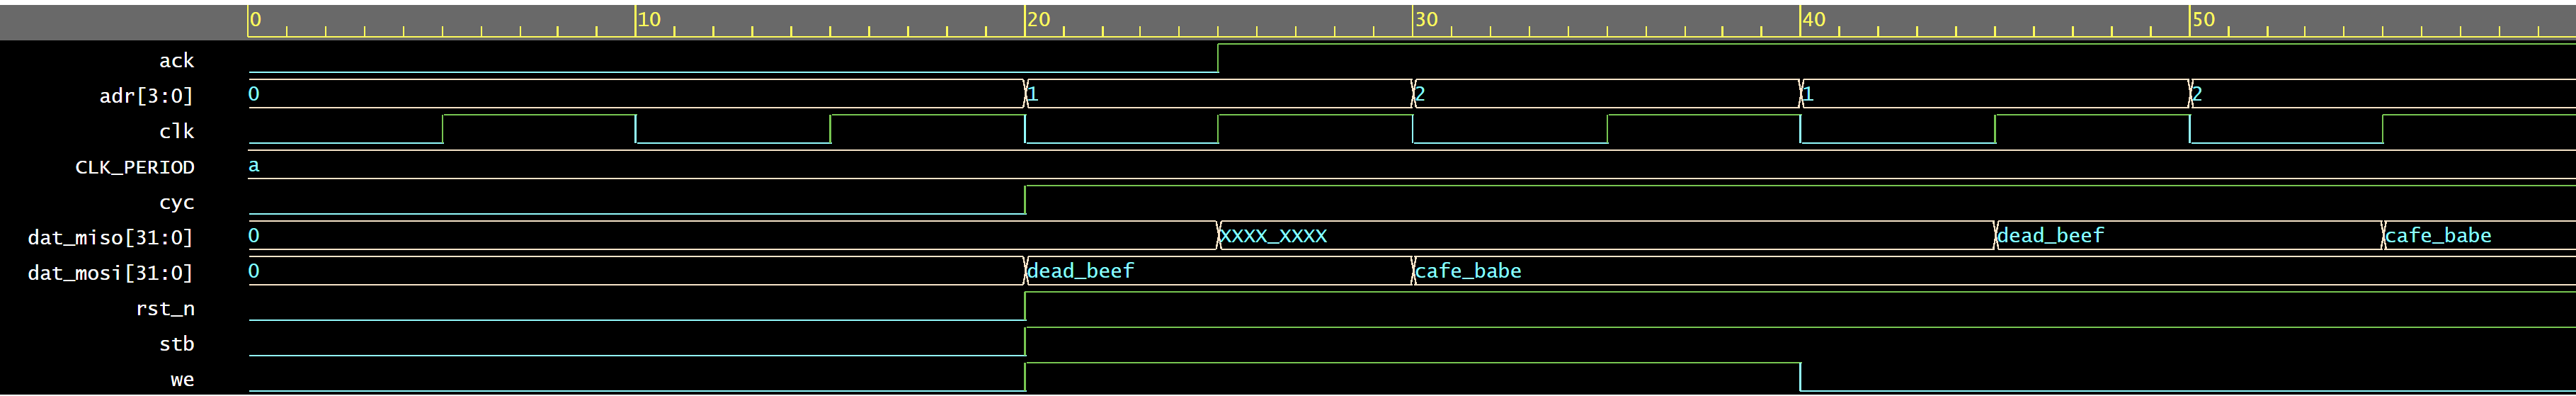 0 10 20 30 40 50
ack
adr[3:0] 0 1 2 1 2
clk
CLK_PERIOD a
cyc
dat_miso[31:0] 0 XXXX_XXXX dead_beef cafe_babe
dat_mosi[31:0] 0 dead_beef cafe_babe
rst_n
stb
we